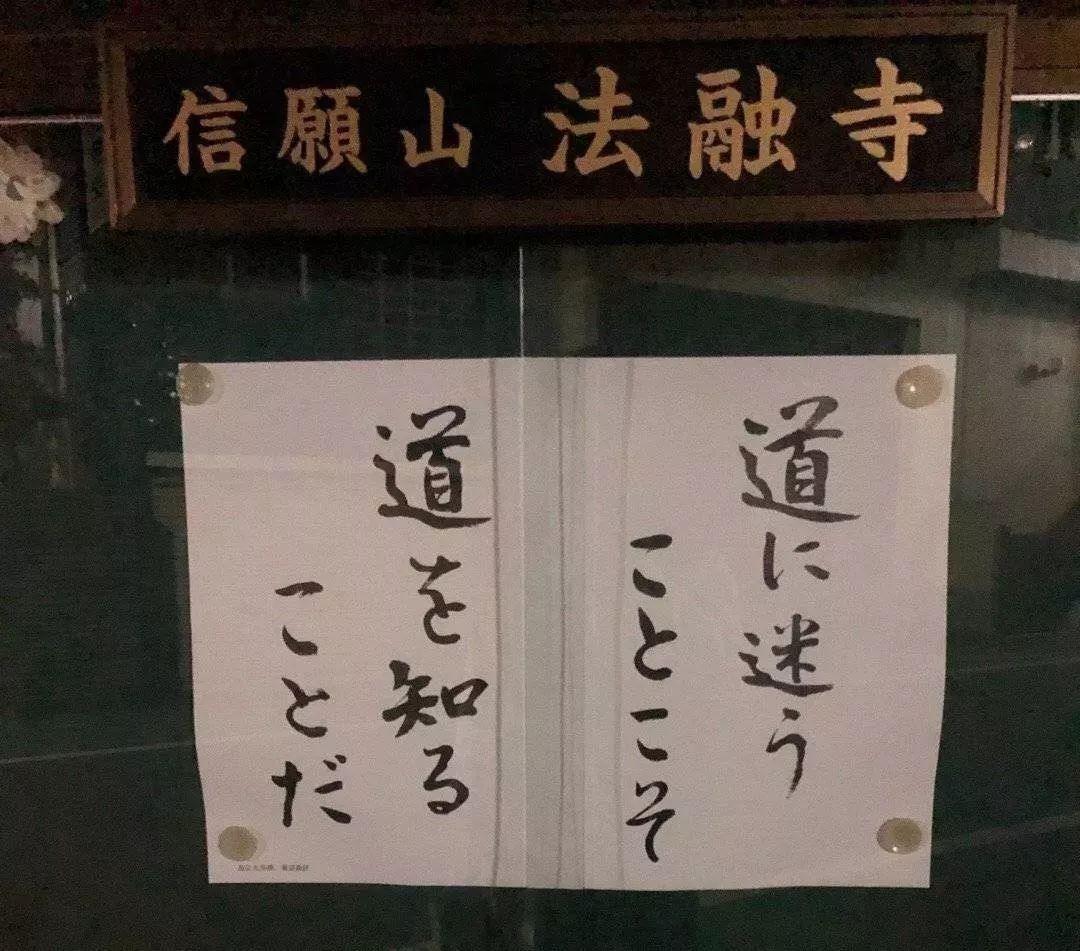 信願山 法融寺
道に迷う
ことこそ
道を知る
ことだ